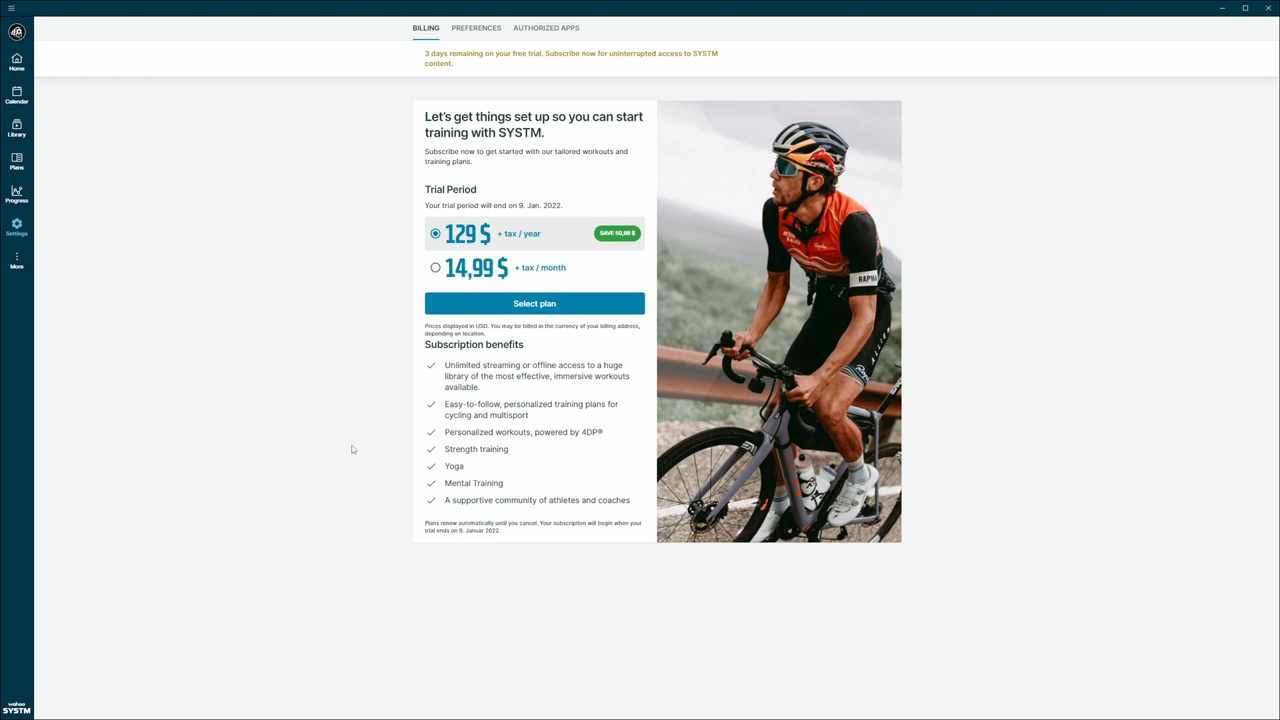 BILLING PREFERENCES AUTHORIZED APPS
3 days remaining on your free trial. Subscribe now for uninterrupted access to SYSTM
content.
Home
Calendar
Library
Plans
Progress
Settings
More
wahoo
SYSTM
Let's get things set up so you can start
training with SYSTM.
Subscribe now to get started with our tailored workouts and
training plans.
Trial Period
Your trial period will end on 9. Jan. 2022.
129 $ + tax / year SAVE 50,88 $
14,99 $ + tax / month
Select plan
Prices displayed in USD. You may be billed in the currency of your billing address,
depending on location.
Subscription benefits
Unlimited streaming or offline access to a huge
library of the most effective, immersive workouts
available.
Easy-to-follow, personalized training plans for
cycling and multisport
Personalized workouts, powered by 4DP®
Strength training
Yoga
Mental Training
A supportive community of athletes and coaches
Plans renew automatically until you cancel. Your subscription will begin when your
trial ends on 9. Januar 2022.
RAPHA